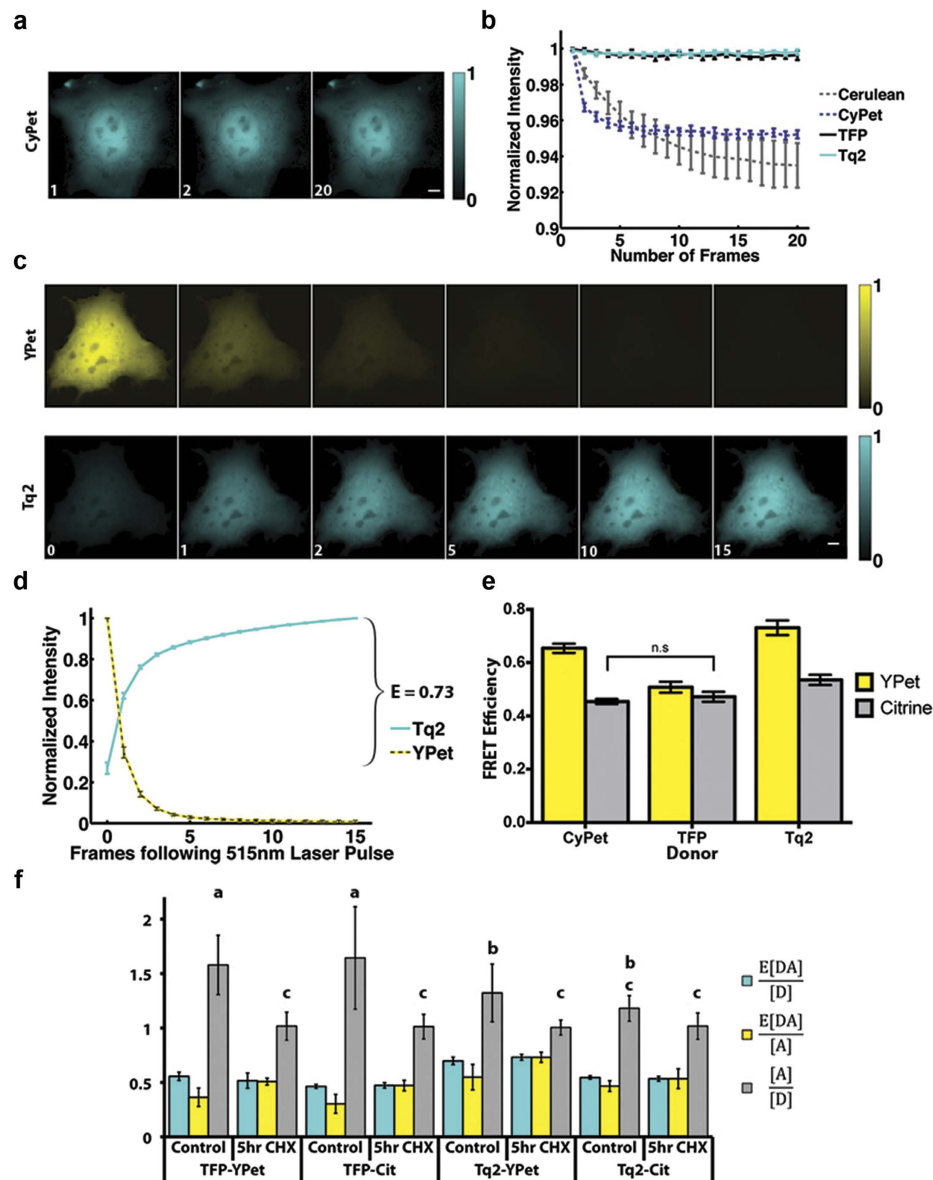 a
CyPet
1
2
20
1
0
b
Normalized Intensity
1
0.98
0.96
0.94
0.92
0.9
0 5 10 15 20
Number of Frames
Cerulean
CyPet
TFP
Tq2
c
YPet
1
0
Tq2
0
1
2
5
10
15
1
0
d
Normalized Intensity
1
0.8
0.6
0.4
0.2
0
0 5 10 15
Frames following 515nm Laser Pulse
E = 0.73
Tq2
YPet
e
FRET Efficiency
0.8
0.6
0.4
0.2
0.0
n.s
CyPet TFP Tq2
Donor
YPet
Citrine
f
2
1.5
1
0.5
0
a
c
a
c
b
c
b
c
c
Control 5hr CHX Control 5hr CHX Control 5hr CHX Control 5hr CHX
TFP-YPet TFP-Cit Tq2-YPet Tq2-Cit
E[DA]
[D]
E[DA]
[A]
[A]
[D]